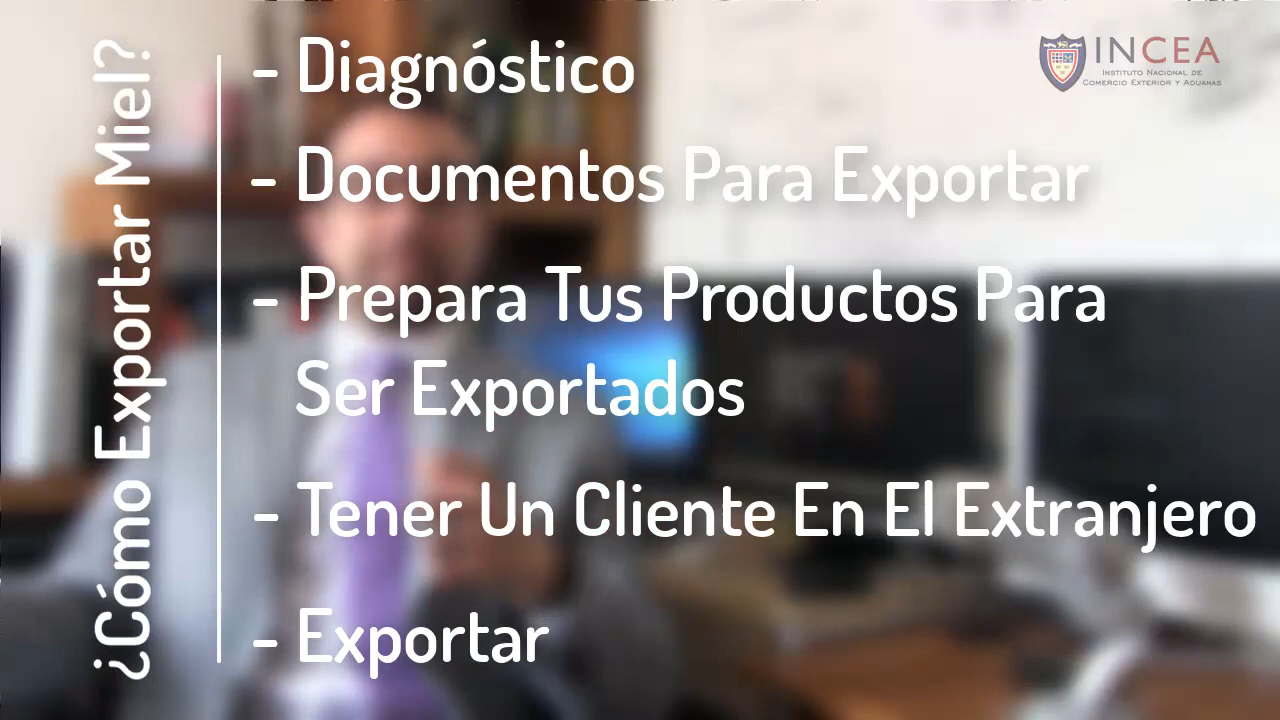 ¿Cómo Exportar Miel?
- Diagnóstico
- Documentos Para Exportar
- Prepara Tus Productos Para
Ser Exportados
- Tener Un Cliente En El Extranjero
- Exportar
INCEA
Instituto Nacional de
Comercio Exterior y Aduanas